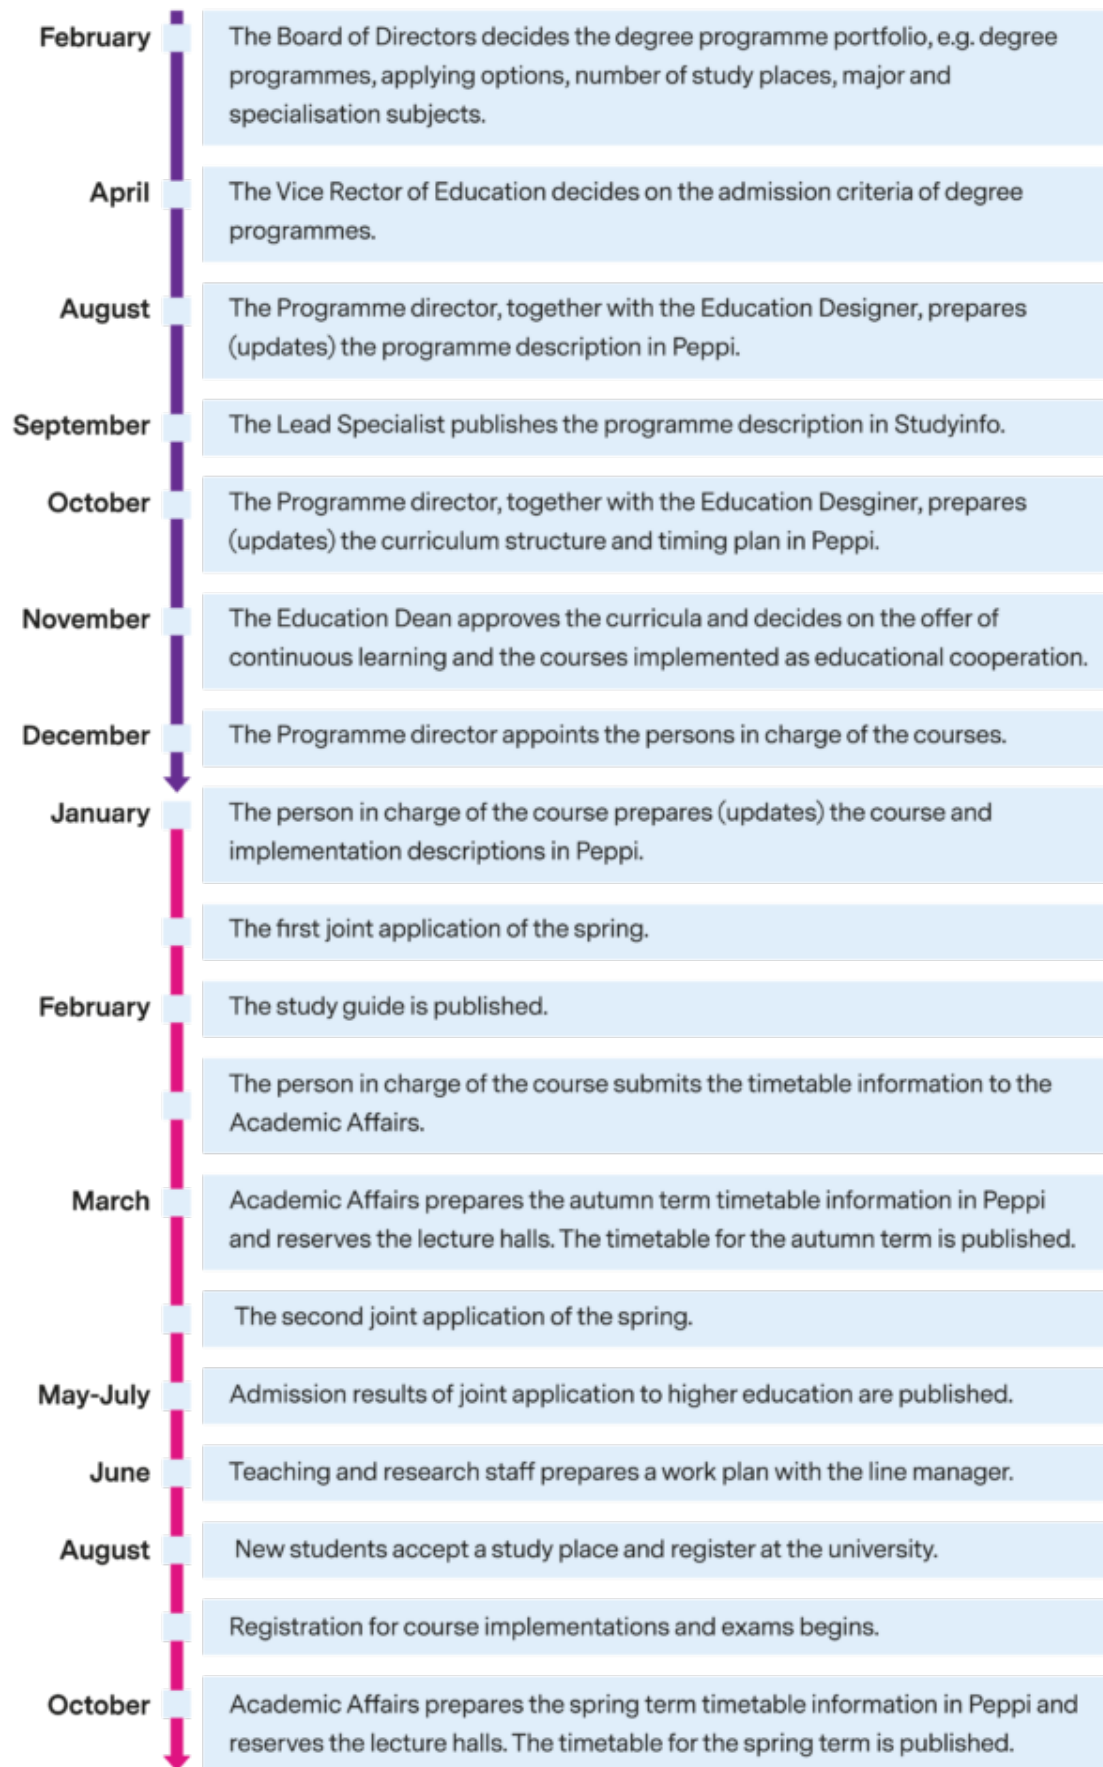 February
The Board of Directors decides the degree programme portfolio, e.g. degree
programmes, applying options, number of study places, major and
specialisation subjects.
April
The Vice Rector of Education decides on the admission criteria of degree
programmes.
August
The Programme director, together with the Education Designer, prepares
(updates) the programme description in Peppi.
September
The Lead Specialist publishes the programme description in Studyinfo.
October
The Programme director, together with the Education Desginer, prepares
(updates) the curriculum structure and timing plan in Peppi.
November
The Education Dean approves the curricula and decides on the offer of
continuous learning and the courses implemented as educational cooperation.
December
The Programme director appoints the persons in charge of the courses.
January
The person in charge of the course prepares (updates) the course and
implementation descriptions in Peppi.
The first joint application of the spring.
February
The study guide is published.
The person in charge of the course submits the timetable information to the
Academic Affairs.
March
Academic Affairs prepares the autumn term timetable information in Peppi
and reserves the lecture halls. The timetable for the autumn term is published.
The second joint application of the spring.
May-July
Admission results of joint application to higher education are published.
June
Teaching and research staff prepares a work plan with the line manager.
August
New students accept a study place and register at the university.
Registration for course implementations and exams begins.
October
Academic Affairs prepares the spring term timetable information in Peppi and
reserves the lecture halls. The timetable for the spring term is published.